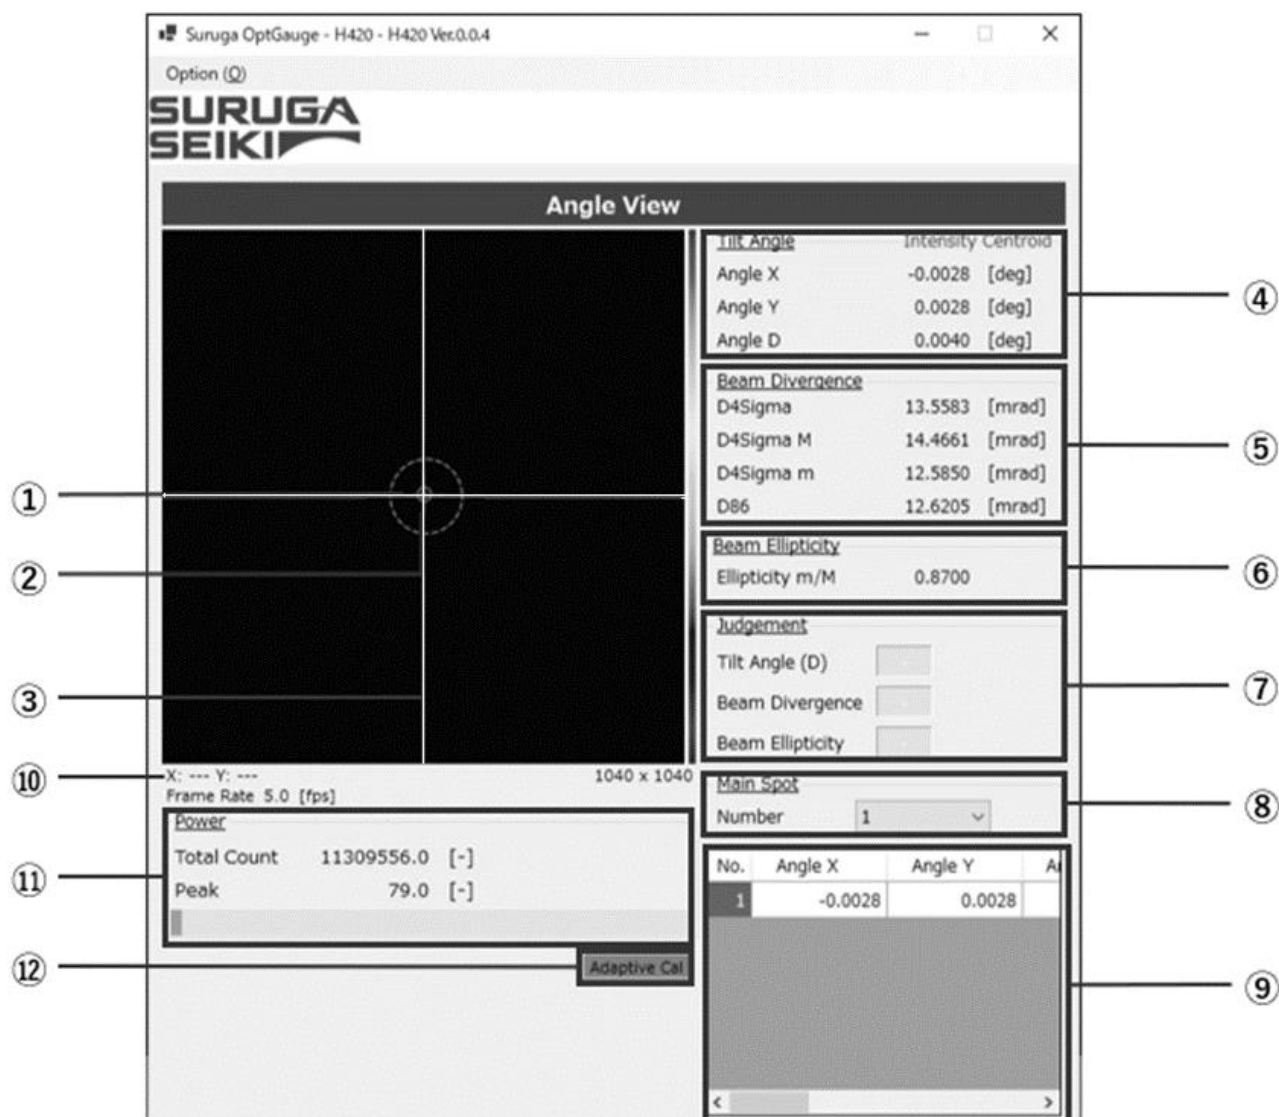 Suruga OptGauge - H420 - H420 Ver.0.0.4
Option (O)
SURUGA
SEIKI
Angle View
Tilt Angle Intensity Centroid
Angle X -0.0028 [deg]
Angle Y 0.0028 [deg]
Angle D 0.0040 [deg]
④
Beam Divergence
D4Sigma 13.5583 [mrad]
D4Sigma M 14.4661 [mrad]
D4Sigma m 12.5850 [mrad]
D86 12.6205 [mrad]
⑤
①
②
③
Beam Ellipticity
Ellipticity m/M 0.8700
⑥
Judgement
Tilt Angle (D)
Beam Divergence
Beam Ellipticity
⑦
⑩
X: --- Y: --- 1040 x 1040
Frame Rate 5.0 [fps]
Main Spot
Number 1
⑧
Power
Total Count 11309556.0 [-]
Peak 79.0 [-]
⑪
Adaptive Cal
⑫
No. Angle X Angle Y A
1 -0.0028 0.0028
⑨